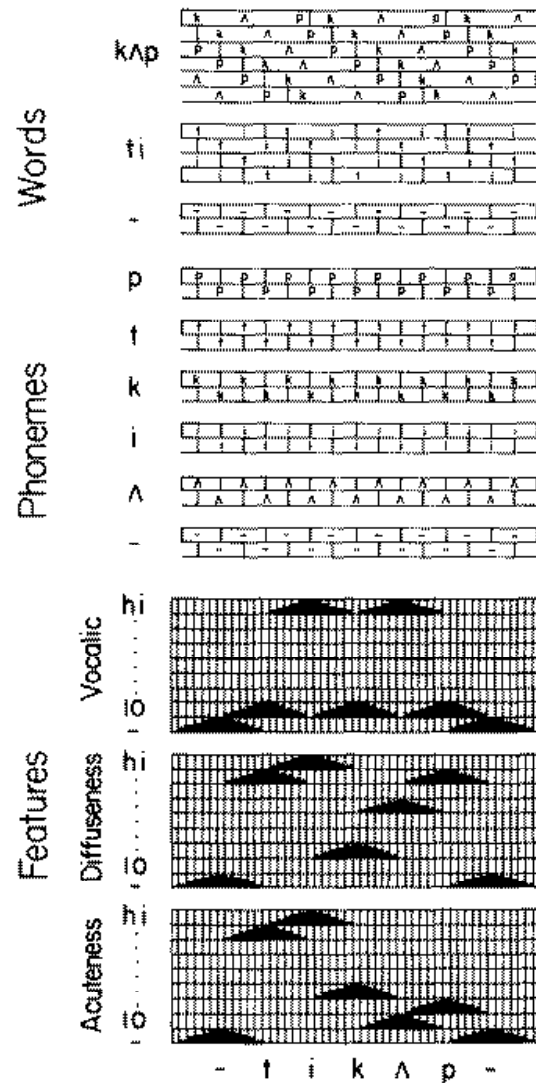 Words
kʌp
k ʌ p k ʌ p k ʌ
k ʌ p k ʌ p
p k ʌ p k ʌ p k
p k ʌ p k ʌ p
ʌ p k ʌ p k ʌ p
ʌ p k ʌ p k ʌ
ti
-
Phonemes
p
p p p p p p p p
p p p p p p p
t
t t t t t t t t
t t t t t t t
k
k k k k k k k k
k k k k k k k
i
ʌ
ʌ ʌ ʌ ʌ ʌ ʌ ʌ ʌ
ʌ ʌ ʌ ʌ ʌ ʌ ʌ
-
Features
Vocalic
hi
lo
-
Diffuseness
hi
lo
-
Acuteness
hi
lo
-
- t i k ʌ p -